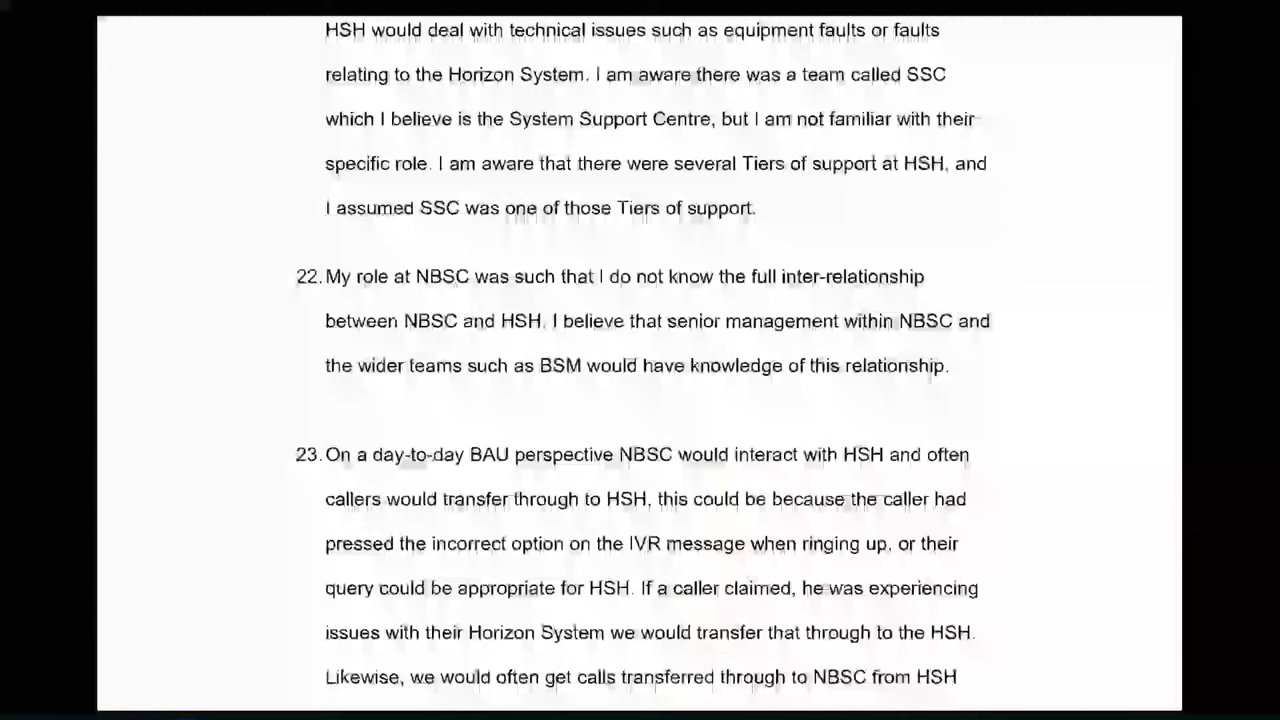 HSH would deal with technical issues such as equipment faults or faults
relating to the Horizon System. I am aware there was a team called SSC
which I believe is the System Support Centre, but I am not familiar with their
specific role. I am aware that there were several Tiers of support at HSH, and
I assumed SSC was one of those Tiers of support.
22. My role at NBSC was such that I do not know the full inter-relationship
between NBSC and HSH. I believe that senior management within NBSC and
the wider teams such as BSM would have knowledge of this relationship.
23. On a day-to-day BAU perspective NBSC would interact with HSH and often
callers would transfer through to HSH, this could be because the caller had
pressed the incorrect option on the IVR message when ringing up, or their
query could be appropriate for HSH. If a caller claimed, he was experiencing
issues with their Horizon System we would transfer that through to the HSH.
Likewise, we would often get calls transferred through to NBSC from HSH